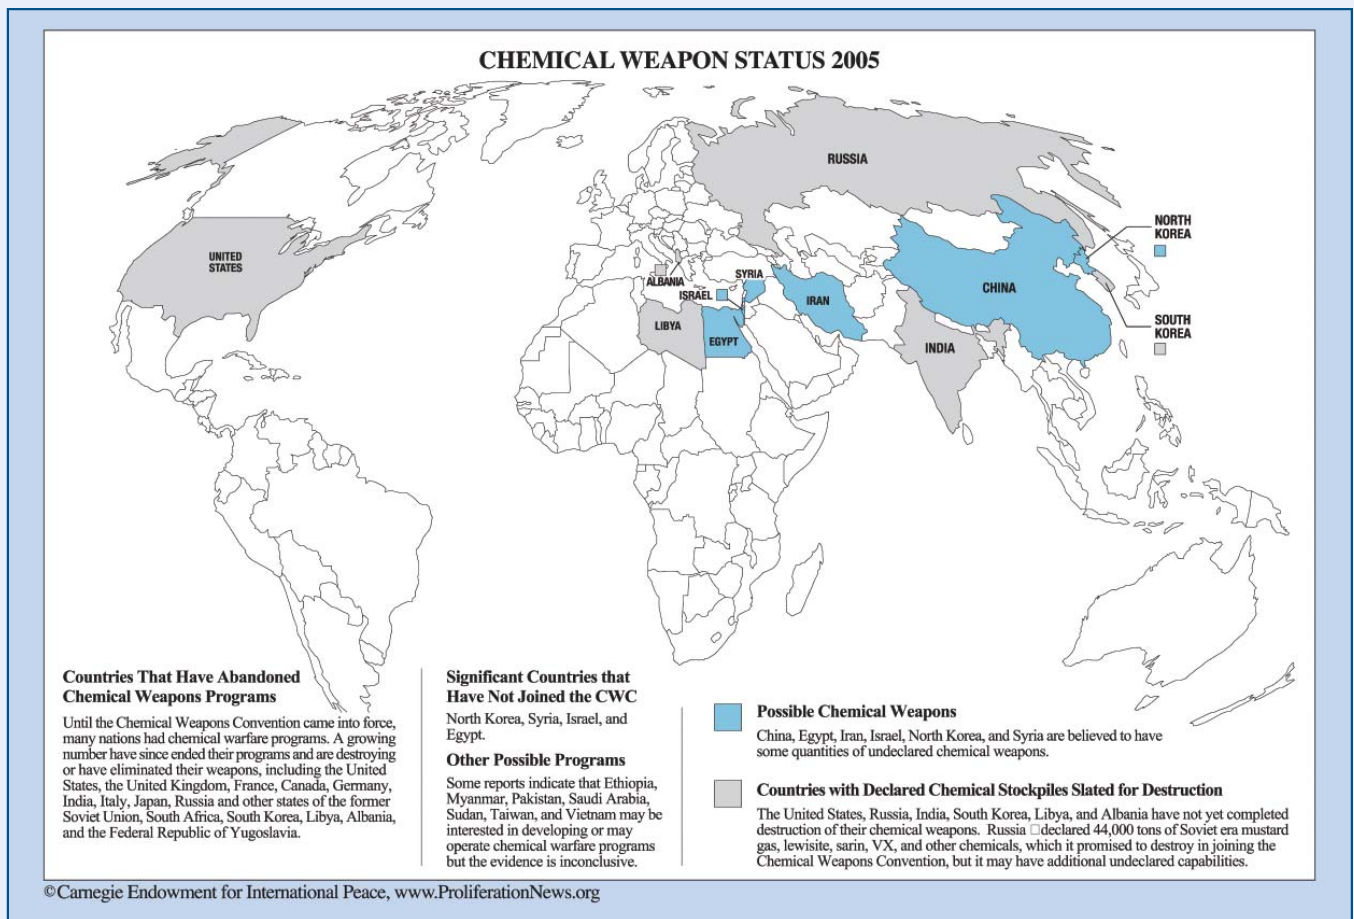 CHEMICAL WEAPON STATUS 2005
RUSSIA
NORTH
KOREA
UNITED
STATES
SYRIA
ALBANIA
ISRAEL
IRAN
CHINA
LIBYA
EGYPT
SOUTH
KOREA
INDIA
Countries That Have Abandoned
Chemical Weapons Programs
Until the Chemical Weapons Convention came into force,
many nations had chemical warfare programs. A growing
number have since ended their programs and are destroying
or have eliminated their weapons, including the United
States, the United Kingdom, France, Canada, Germany,
India, Italy, Japan, Russia and other states of the former
Soviet Union, South Africa, South Korea, Libya, Albania,
and the Federal Republic of Yugoslavia.
Significant Countries that
Have Not Joined the CWC
North Korea, Syria, Israel, and
Egypt.
Other Possible Programs
Some reports indicate that Ethiopia,
Myanmar, Pakistan, Saudi Arabia,
Sudan, Taiwan, and Vietnam may be
interested in developing or may
operate chemical warfare programs
but the evidence is inconclusive.
Possible Chemical Weapons
China, Egypt, Iran, Israel, North Korea, and Syria are believed to have
some quantities of undeclared chemical weapons.
Countries with Declared Chemical Stockpiles Slated for Destruction
The United States, Russia, India, South Korea, Libya, and Albania have not yet completed
destruction of their chemical weapons. Russia □declared 44,000 tons of Soviet era mustard
gas, lewisite, sarin, VX, and other chemicals, which it promised to destroy in joining the
Chemical Weapons Convention, but it may have additional undeclared capabilities.
©Carnegie Endowment for International Peace, www.ProliferationNews.org